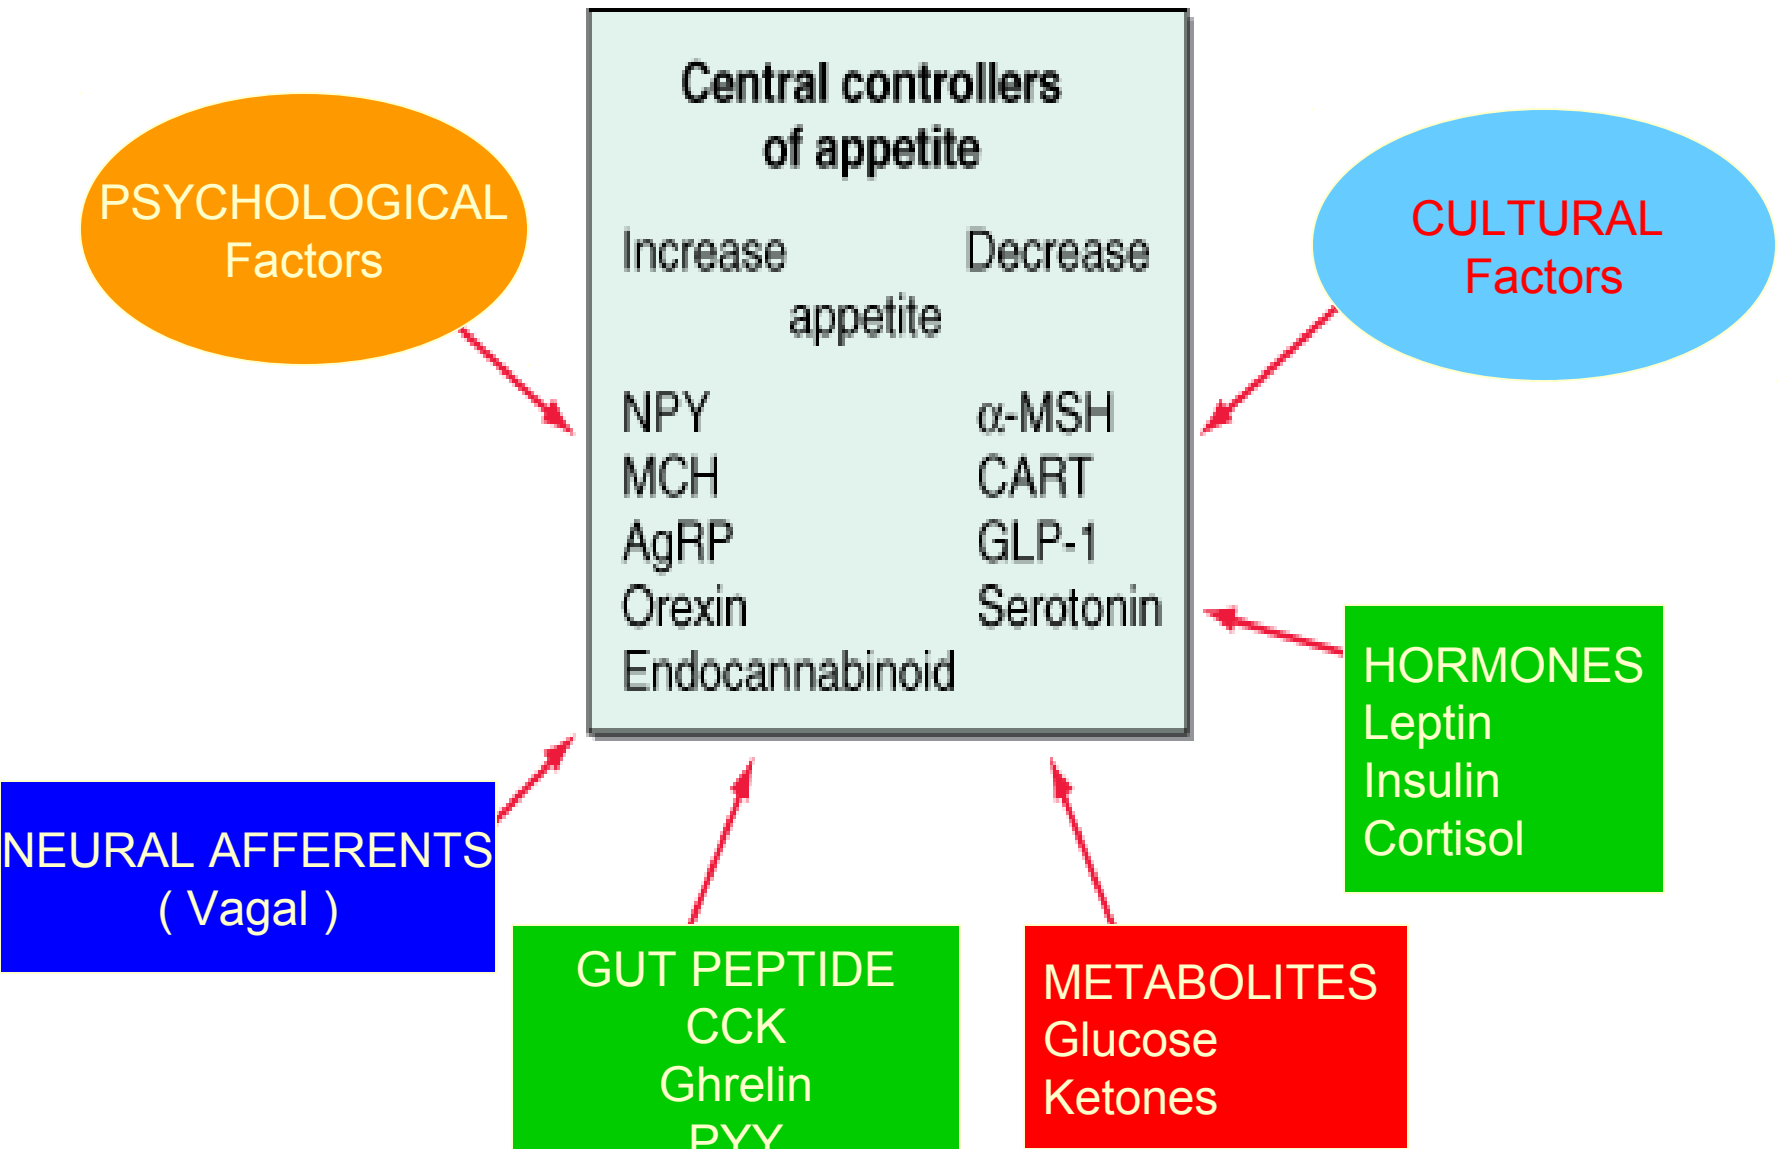 Central controllers
of appetite
Increase Decrease
appetite
NPY α-MSH
MCH CART
AgRP GLP-1
Orexin Serotonin
Endocannabinoid
PSYCHOLOGICAL
Factors
CULTURAL
Factors
HORMONES
Leptin
Insulin
Cortisol
NEURAL AFFERENTS
( Vagal )
GUT PEPTIDE
CCK
Ghrelin
PYY
METABOLITES
Glucose
Ketones